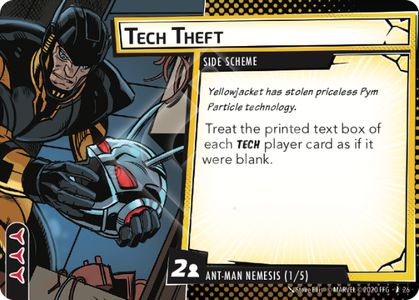 TECH THEFT
SIDE SCHEME
Yellowjacket has stolen priceless Pym
Particle technology.
Treat the printed text box of
each TECH player card as if it
were blank.
2
ANT-MAN NEMESIS (1/5)
© MARVEL © 2020 FFG
26